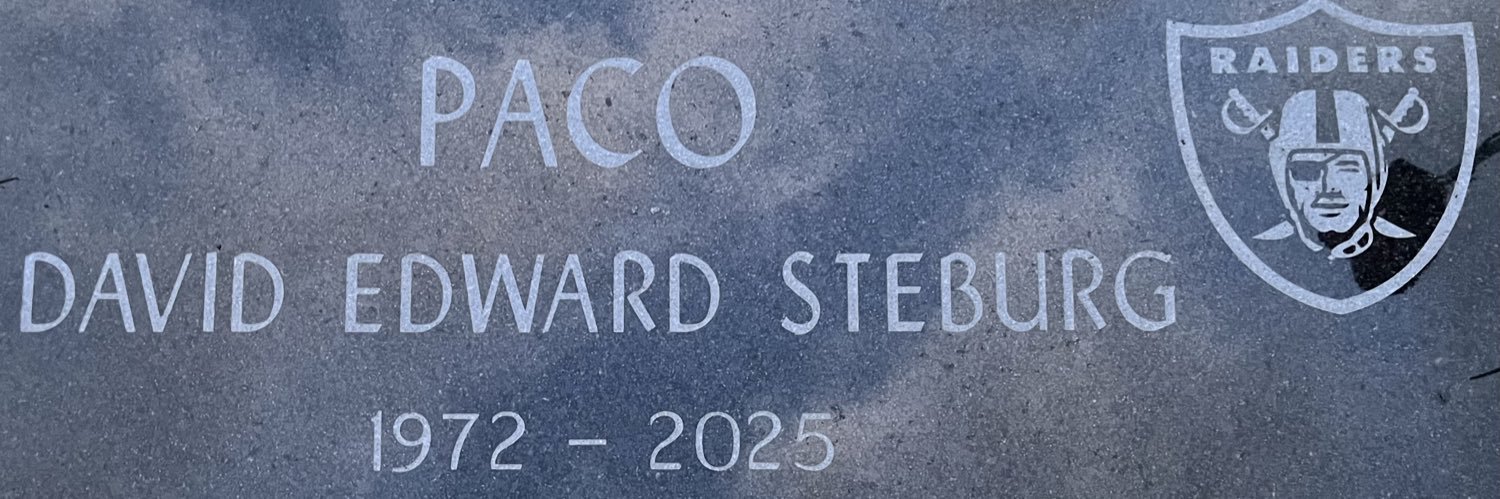 PACO
RAIDERS
DAVID EDWARD STEBURG
1972 – 2025